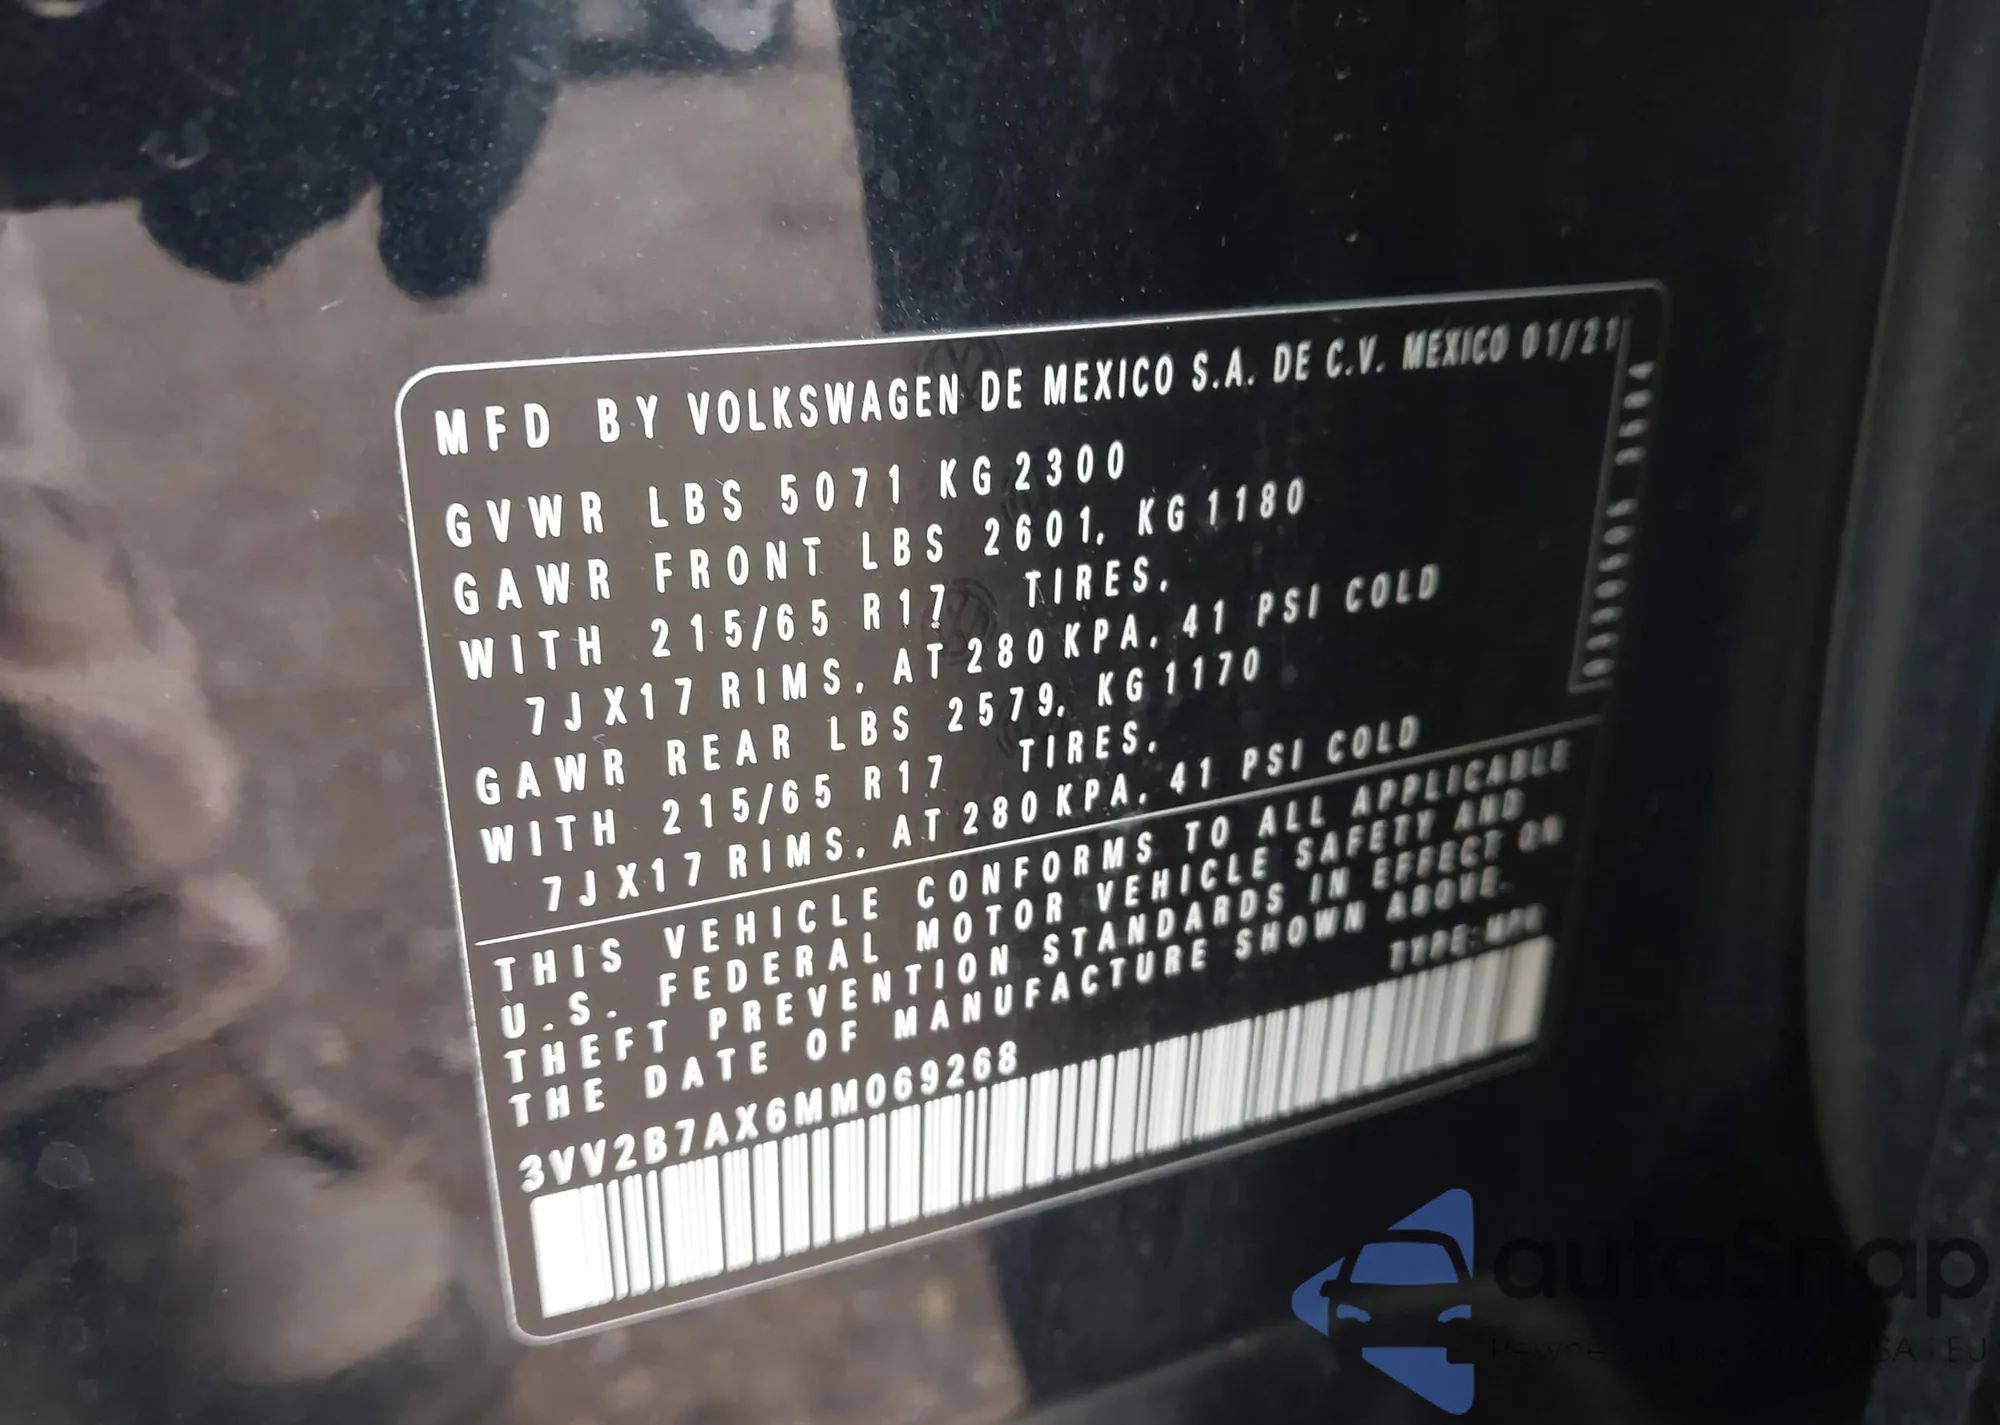 MFD BY VOLKSWAGEN DE MEXICO S.A. DE C.V. MEXICO 01/21
GVWR LBS 5071 KG 2300
GAWR FRONT LBS 2601, KG 1180
WITH 215/65 R17 TIRES,
7JX17 RIMS, AT 280 KPA, 41 PSI COLD
GAWR REAR LBS 2579, KG 1170
WITH 215/65 R17 TIRES,
7JX17 RIMS, AT 280 KPA, 41 PSI COLD
THIS VEHICLE CONFORMS TO ALL APPLICABLE
U.S. FEDERAL MOTOR VEHICLE SAFETY AND
THEFT PREVENTION STANDARDS IN EFFECT ON
THE DATE OF MANUFACTURE SHOWN ABOVE.
TYPE: MPV
3VV2B7AX6MM069268
autoSnap